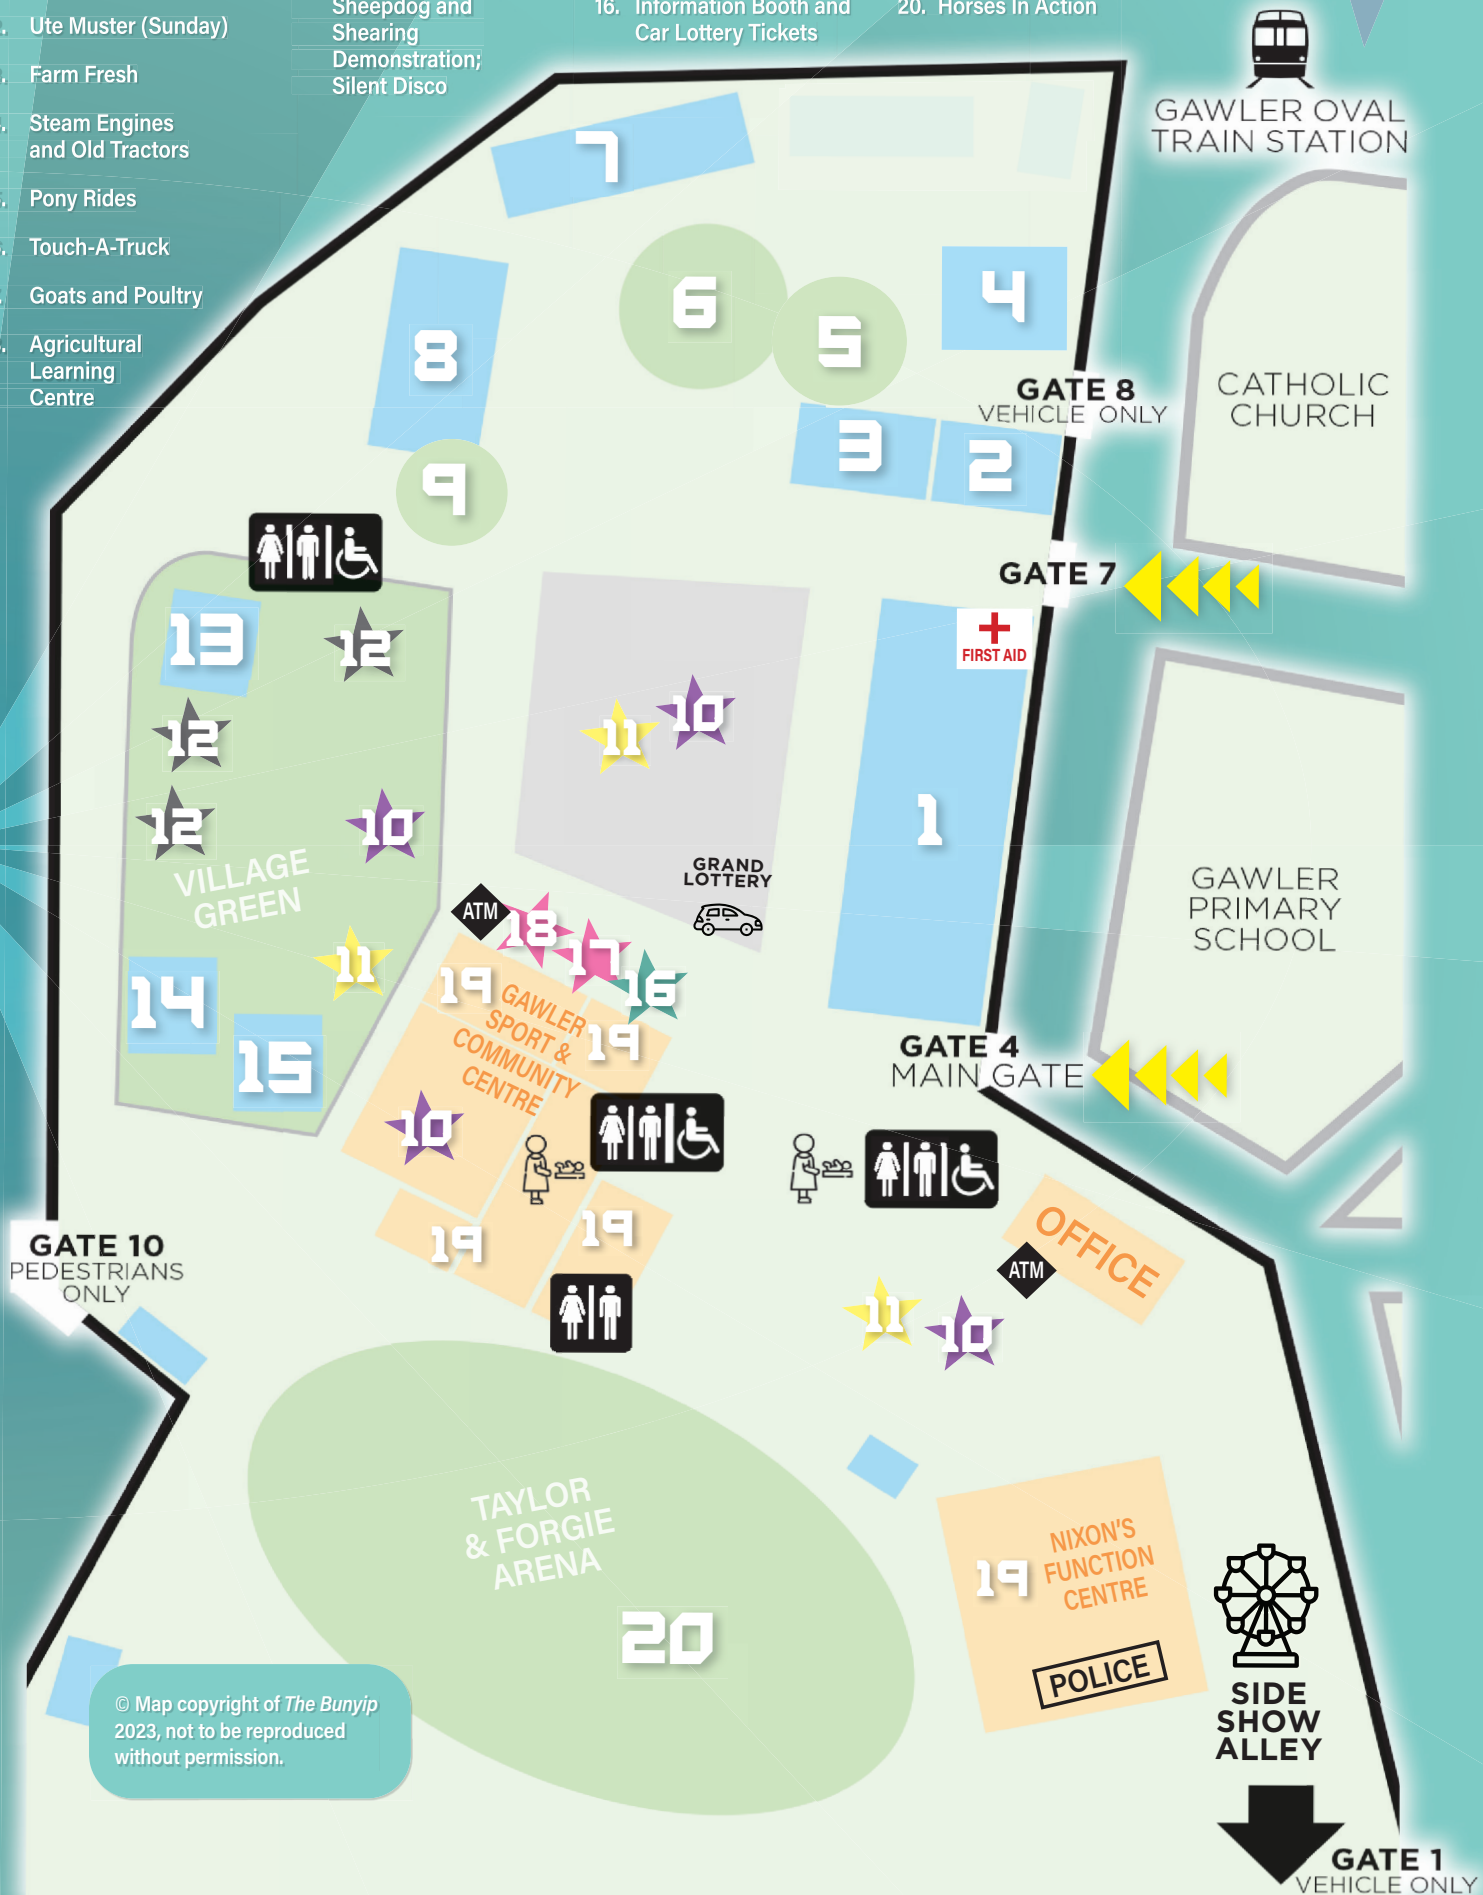 . Ute Muster (Sunday)
. Farm Fresh
. Steam Engines
and Old Tractors
. Pony Rides
. Touch-A-Truck
. Goats and Poultry
. Agricultural
Learning
Centre
Sheepdog and
Shearing
Demonstration;
Silent Disco
16. Information Booth and
Car Lottery Tickets
20. Horses In Action
GAWLER OVAL
TRAIN STATION
7
6
5
4
8
CATHOLIC
CHURCH
GATE 8
VEHICLE ONLY
3
2
9
GATE 7
FIRST AID
13
12
12
12
10
11
10
1
VILLAGE
GREEN
GRAND
LOTTERY
GAWLER
PRIMARY
SCHOOL
ATM
18
17
16
11
14
15
19
GAWLER
SPORT &
COMMUNITY
CENTRE
19
10
GATE 4
MAIN GATE
19
19
GATE 10
PEDESTRIANS
ONLY
OFFICE
ATM
11
10
TAYLOR
& FORGIE
ARENA
20
19
NIXON'S
FUNCTION
CENTRE
POLICE
SIDE
SHOW
ALLEY
© Map copyright of The Bunyip
2023, not to be reproduced
without permission.
GATE 1
VEHICLE ONLY